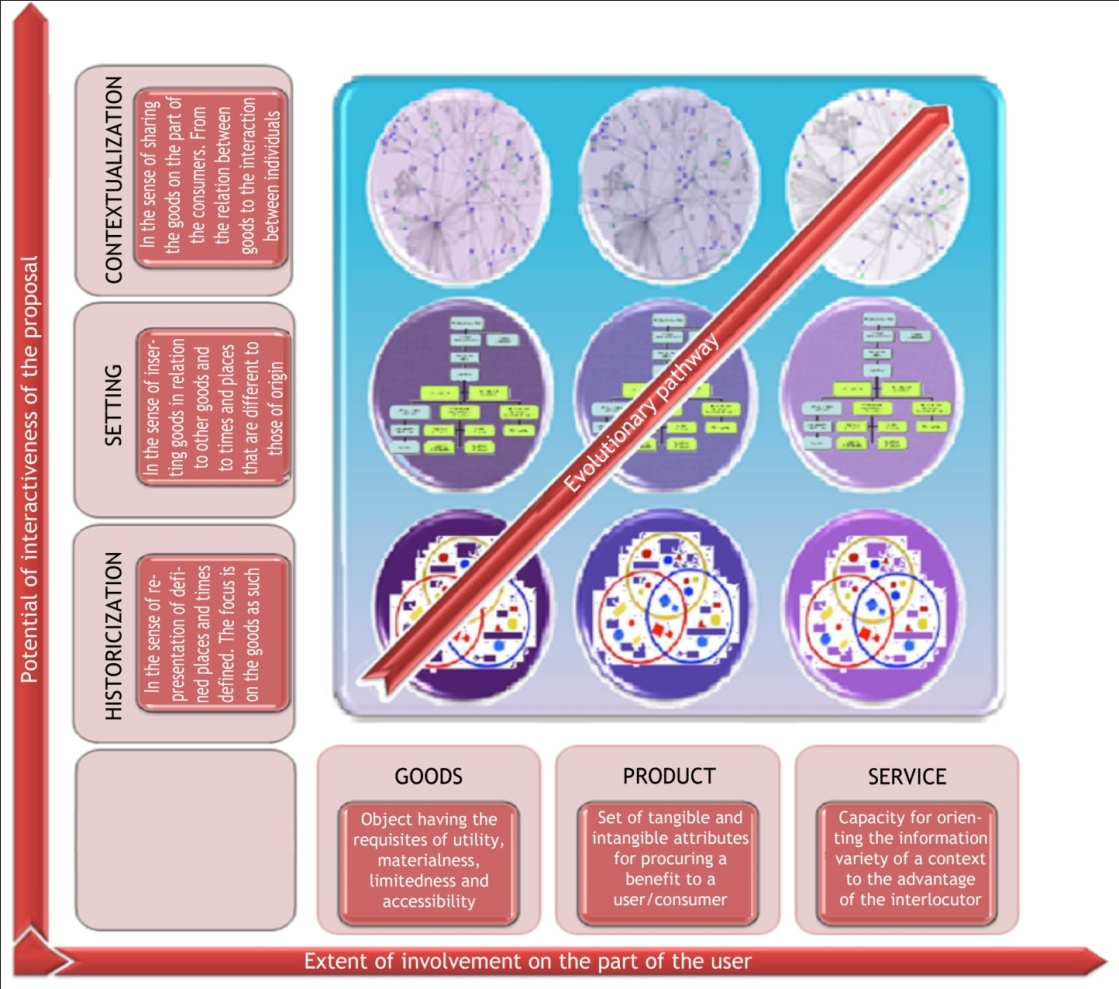 Potential of interactiveness of the proposal
CONTEXTUALIZATION
In the sense of sharing
the goods on the part of
the consumers. From
the relation between
goods to the interaction
between individuals
SETTING
In the sense of inser-
ting goods in relation
to other goods and
to times and places
that are different to
those of origin
HISTORICIZATION
In the sense of re-
presentation of defi-
ned places and times
defined. The focus is
on the goods as such
Evolutionary pathway
GOODS
Object having the
requisites of utility,
materialness,
limitedness and
accessibility
PRODUCT
Set of tangible and
intangible attributes
for procuring a
benefit to a
user/consumer
SERVICE
Capacity for orien-
ting the information
variety of a context
to the advantage
of the interlocutor
Extent of involvement on the part of the user